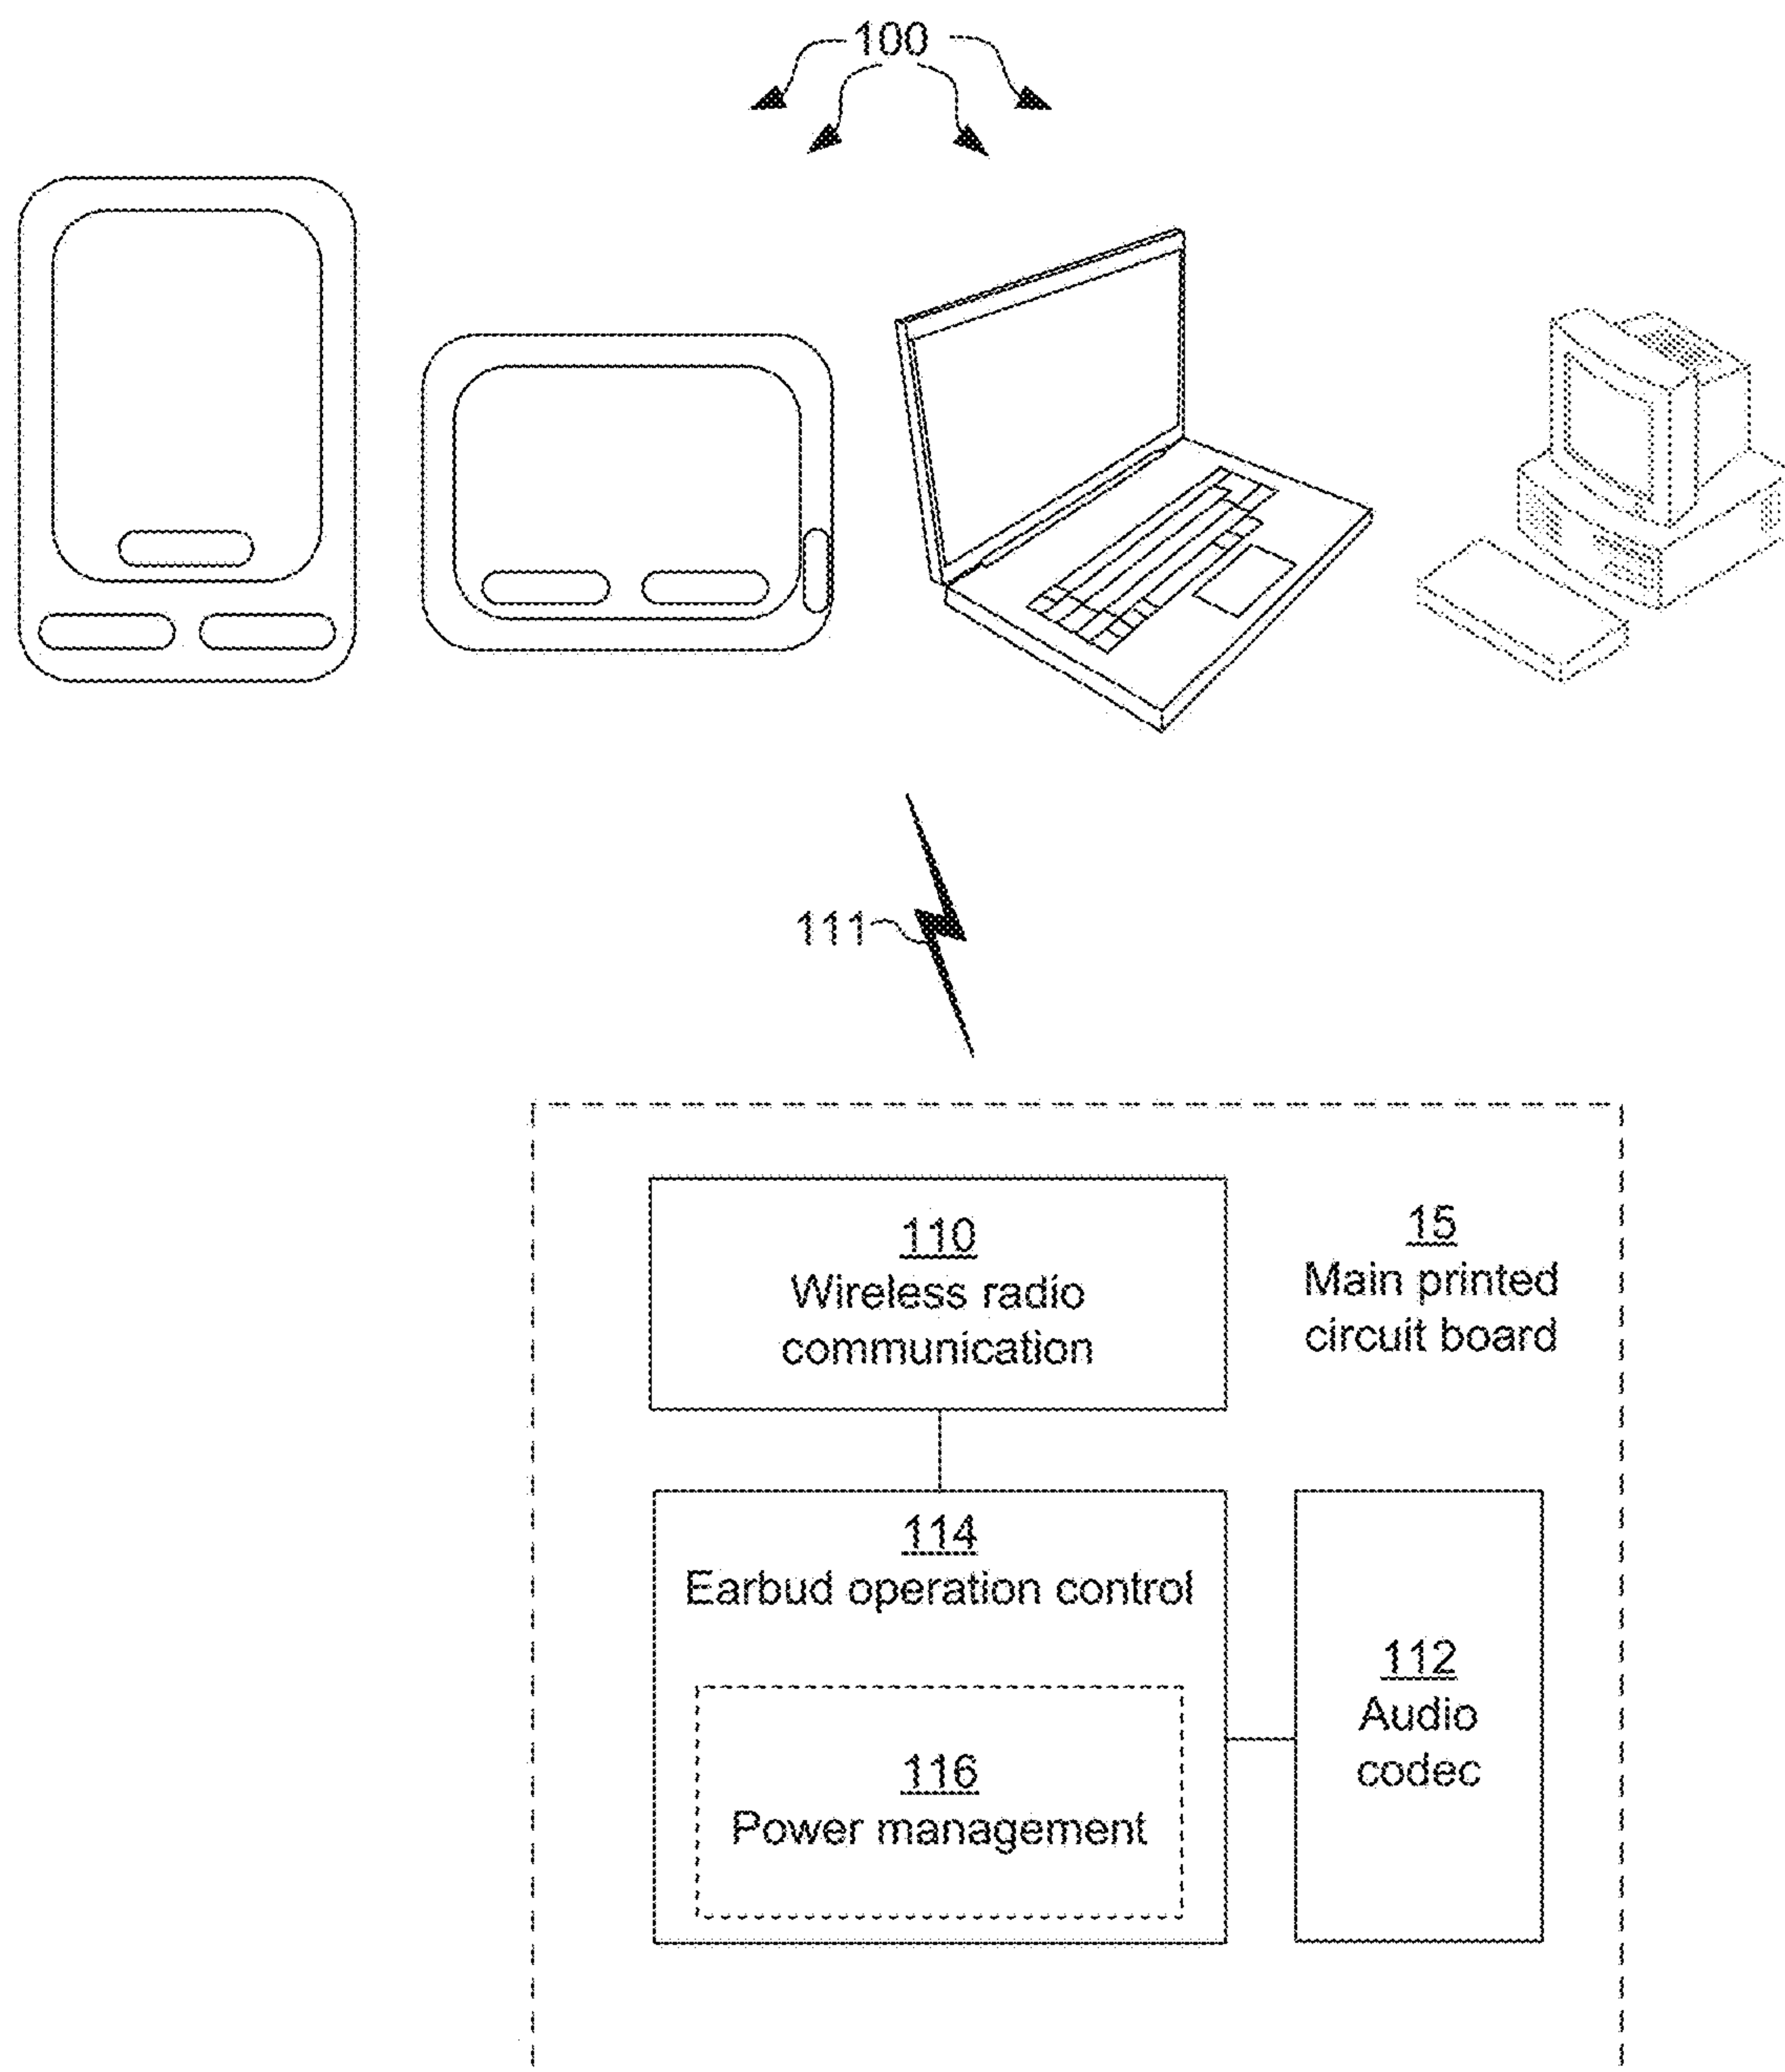 100
111
110
Wireless radio
communication
15
Main printed
circuit board
114
Earbud operation control
112
Audio
codec
116
Power management